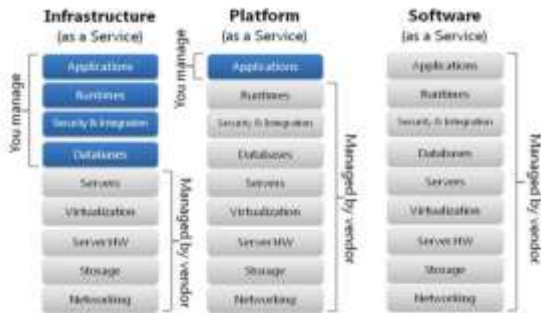 Infrastructure
(as a Service)
You manage
Applications
Runtimes
Security & Integration
Databases
Servers
Virtualization
Server HW
Storage
Networking
Managed by vendor
Platform
(as a Service)
You manage
Applications
Runtimes
Security & Integration
Databases
Servers
Virtualization
Server HW
Storage
Networking
Managed by vendor
Software
(as a Service)
Applications
Runtimes
Security & Integration
Databases
Servers
Virtualization
Server HW
Storage
Networking
Managed by vendor